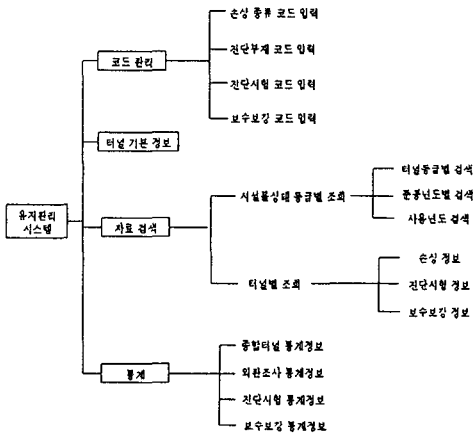 손상 종류 코드 입력
진단부재 코드 입력
코드 관리
진단시험 코드 입력
보수보강 코드 입력
터널 기본 정보
터널등급별 검색
시설물상태 등급별 조회
준공년도별 검색
유지관리
시스템
자료 검색
사용년도 검색
손상 정보
터널별 조회
진단시험 정보
보수보강 정보
종합터널 통계정보
외관조사 통계정보
통계
진단시험 통계정보
보수보강 통계정보